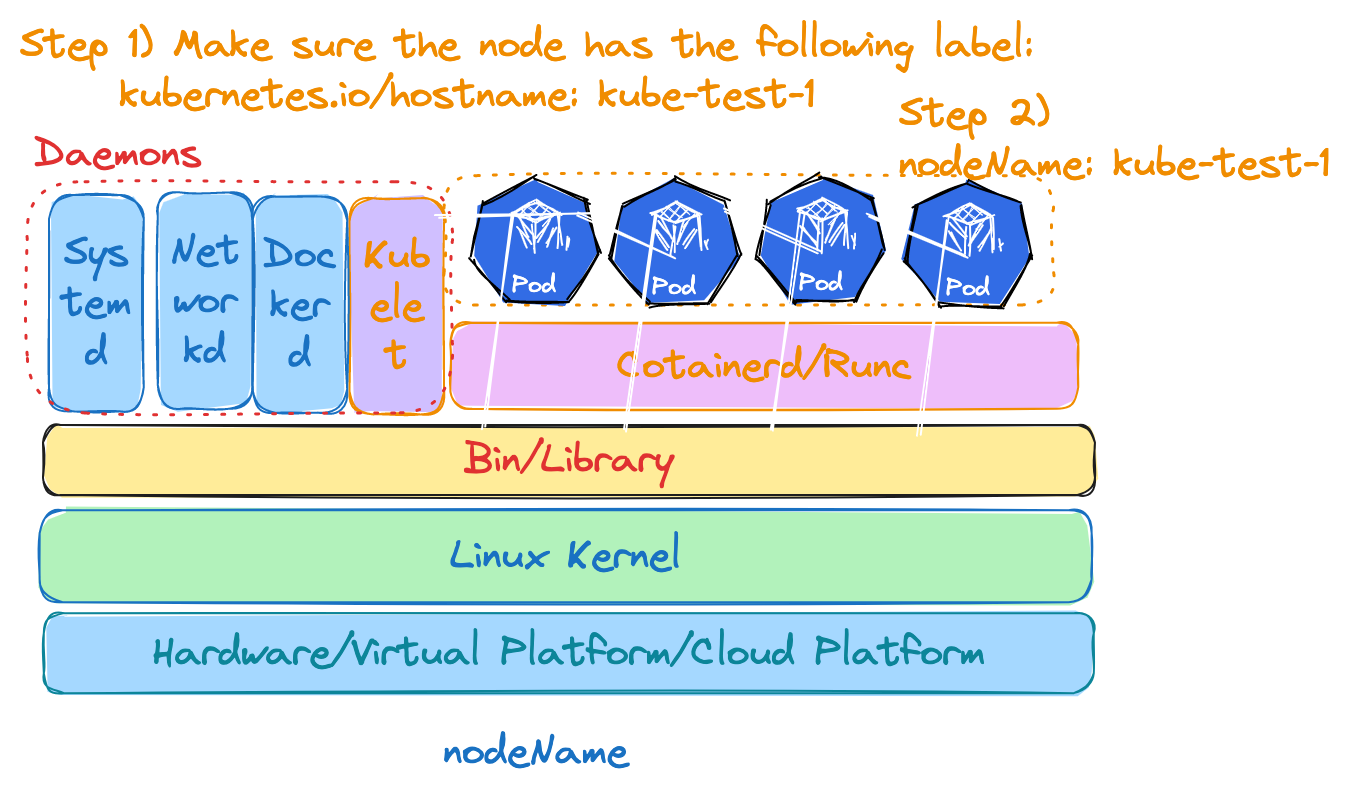 Step 1) Make sure the node has the following label:
kubernetes.io/hostname: kube-test-1
Step 2)
nodeName: kube-test-1
Daemons
Sys
tem
d
Net
wor
kd
Doc
ker
d
Kub
ele
t
Pod
Pod
Pod
Pod
Cotainerd/Runc
Bin/Library
Linux Kernel
Hardware/Virtual Platform/Cloud Platform
nodeName